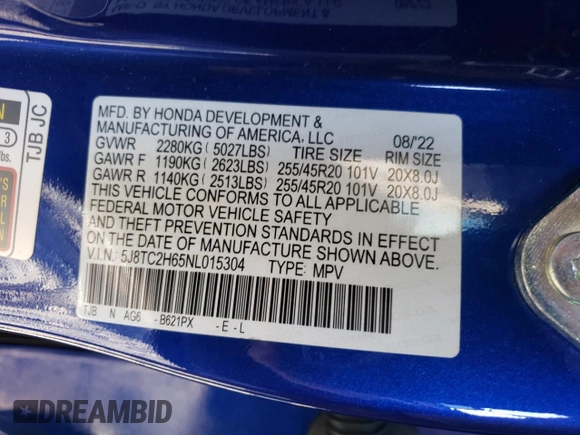 MFD. BY HONDA DEVELOPMENT &
MANUFACTURING OF AMERICA, LLC 08/'22
GVWR 2280KG ( 5027LBS) TIRE SIZE RIM SIZE
GAWR F 1190KG ( 2623LBS) 255/45R20 101V 20X8.0J
GAWR R 1140KG ( 2513LBS) 255/45R20 101V 20X8.0J
THIS VEHICLE CONFORMS TO ALL APPLICABLE
FEDERAL MOTOR VEHICLE SAFETY
AND THEFT PREVENTION STANDARDS IN EFFECT
ON THE DATE OF MANUFACTURE SHOWN ABOVE.
V.I.N.: 5J8TC2H65NL015304 TYPE: MPV
TJB N AG6 - B621PX - E - L
N
3
lbs.
TJB JC
DREAMBID